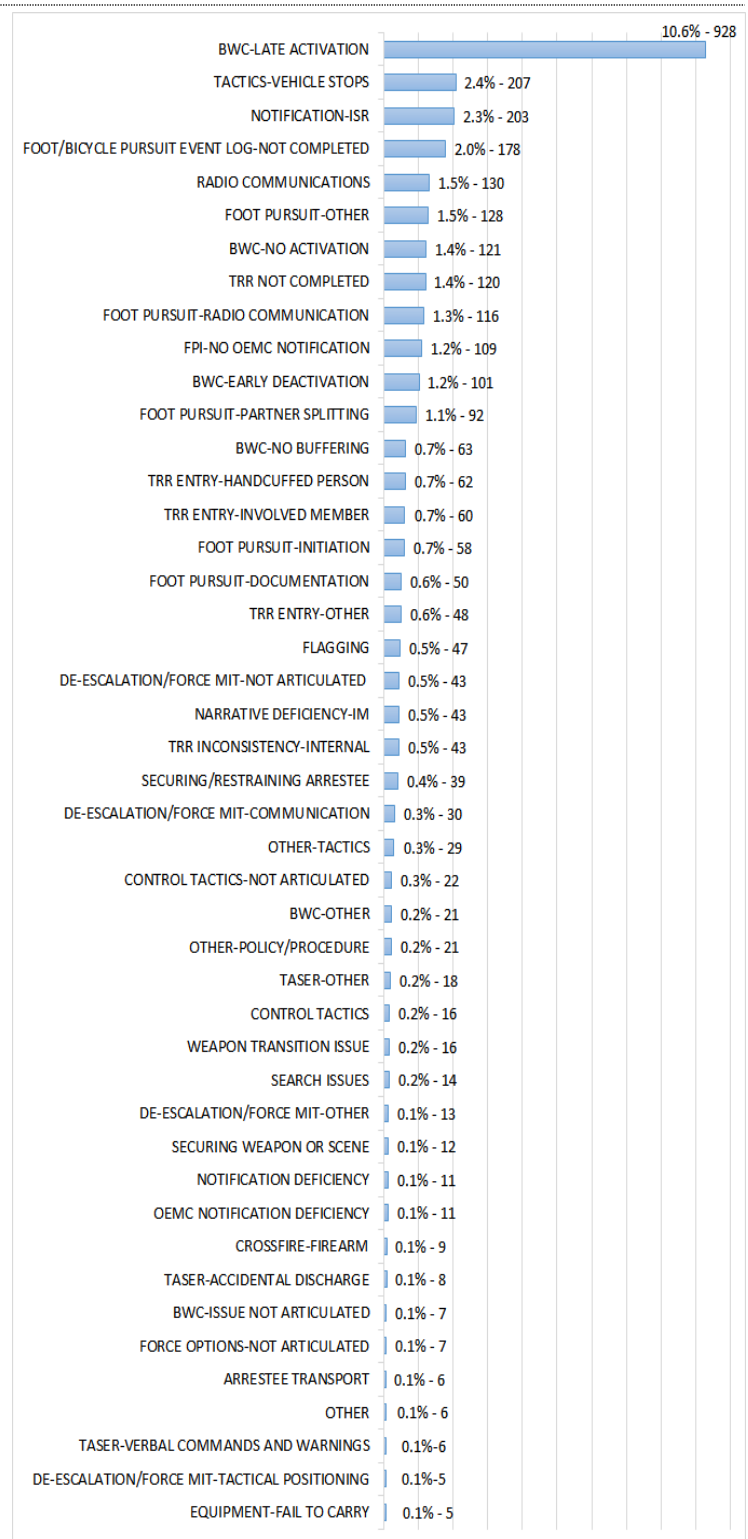 10.6% - 928
BWC-LATE ACTIVATION
TACTICS-VEHICLE STOPS 2.4% - 207
NOTIFICATION-ISR 2.3% - 203
FOOT/BICYCLE PURSUIT EVENT LOG-NOT COMPLETED 2.0% - 178
RADIO COMMUNICATIONS 1.5% - 130
FOOT PURSUIT-OTHER 1.5% - 128
BWC-NO ACTIVATION 1.4% - 121
TRR NOT COMPLETED 1.4% - 120
FOOT PURSUIT-RADIO COMMUNICATION 1.3% - 116
FPI-NO OEMC NOTIFICATION 1.2% - 109
BWC-EARLY DEACTIVATION 1.2% - 101
FOOT PURSUIT-PARTNER SPLITTING 1.1% - 92
BWC-NO BUFFERING 0.7% - 63
TRR ENTRY-HANDCUFFED PERSON 0.7% - 62
TRR ENTRY-INVOLVED MEMBER 0.7% - 60
FOOT PURSUIT-INITIATION 0.7% - 58
FOOT PURSUIT-DOCUMENTATION 0.6% - 50
TRR ENTRY-OTHER 0.6% - 48
FLAGGING 0.5% - 47
DE-ESCALATION/FORCE MIT-NOT ARTICULATED 0.5% - 43
NARRATIVE DEFICIENCY-IM 0.5% - 43
TRR INCONSISTENCY-INTERNAL 0.5% - 43
SECURING/RESTRAINING ARRESTEE 0.4% - 39
DE-ESCALATION/FORCE MIT-COMMUNICATION 0.3% - 30
OTHER-TACTICS 0.3% - 29
CONTROL TACTICS-NOT ARTICULATED 0.3% - 22
BWC-OTHER 0.2% - 21
OTHER-POLICY/PROCEDURE 0.2% - 21
TASER-OTHER 0.2% - 18
CONTROL TACTICS 0.2% - 16
WEAPON TRANSITION ISSUE 0.2% - 16
SEARCH ISSUES 0.2% - 14
DE-ESCALATION/FORCE MIT-OTHER 0.1% - 13
SECURING WEAPON OR SCENE 0.1% - 12
NOTIFICATION DEFICIENCY 0.1% - 11
OEMC NOTIFICATION DEFICIENCY 0.1% - 11
CROSSFIRE-FIREARM 0.1% - 9
TASER-ACCIDENTAL DISCHARGE 0.1% - 8
BWC-ISSUE NOT ARTICULATED 0.1% - 7
FORCE OPTIONS-NOT ARTICULATED 0.1% - 7
ARRESTEE TRANSPORT 0.1% - 6
OTHER 0.1% - 6
TASER-VERBAL COMMANDS AND WARNINGS 0.1%-6
DE-ESCALATION/FORCE MIT-TACTICAL POSITIONING 0.1%-5
EQUIPMENT-FAIL TO CARRY 0.1% - 5